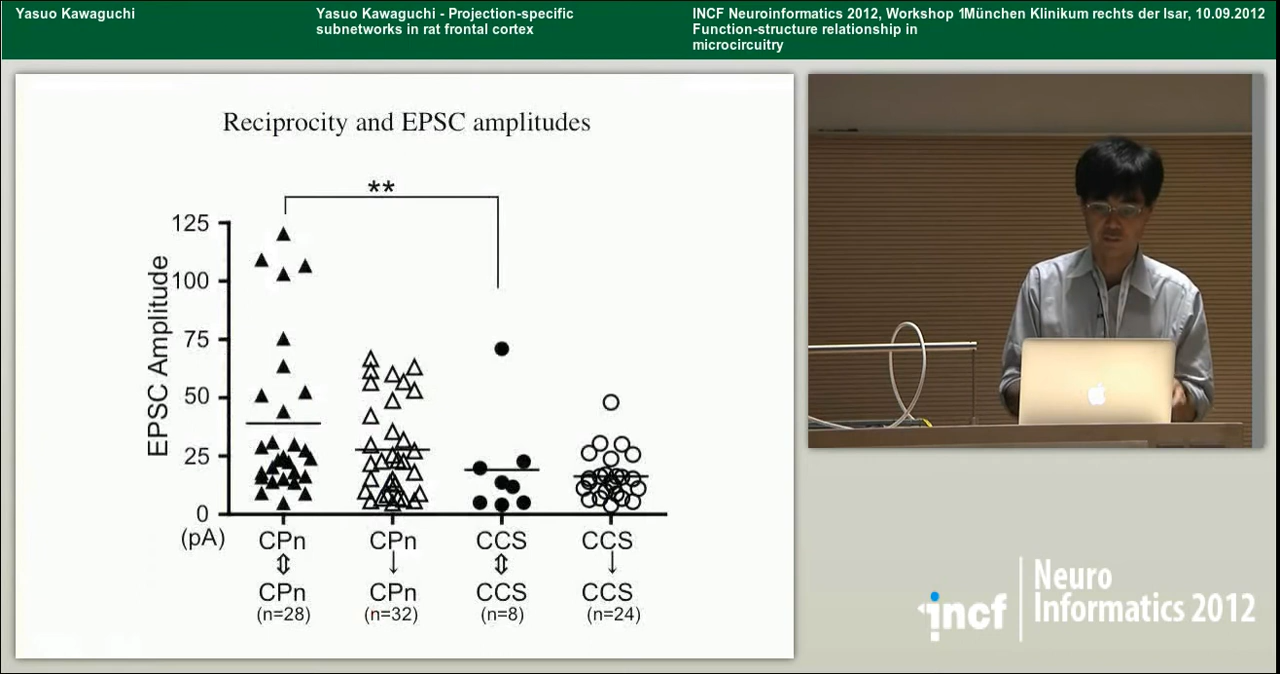 Yasuo Kawaguchi
Yasuo Kawaguchi - Projection-specific
subnetworks in rat frontal cortex
INCF Neuroinformatics 2012, Workshop 1
Function-structure relationship in
microcircuitry
München Klinikum rechts der Isar, 10.09.2012
Reciprocity and EPSC amplitudes
**
125
100
75
50
25
0
EPSC Amplitude
(pA)
CPn CPn CCS CCS
⇕ ↓ ⇕ ↓
CPn CPn CCS CCS
(n=28) (n=32) (n=8) (n=24)
incf
Neuro
Informatics 2012